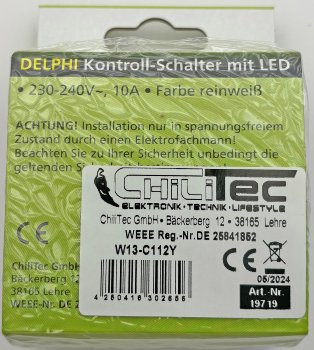 DELPHI Kontroll-Schalter mit LED
• 230-240V~, 10A • Farbe reinweiß
ACHTUNG! Installation nur in spannungsfreiem
Zustand durch einen Elektrofachmann!
Beachten Sie zu Ihrer Sicherheit unbedingt die
geltenden
CHILITEC
ELEKTRONIK - TECHNIK - LIFESTYLE
ChiliTec GmbH • Bäckerberg 12 • 38165 Lehre
WEEE Reg.-Nr. DE 25841852
W13-C112Y
CE
CE
05/2024
4 260416 302655
Art.-Nr.
19719
ChiliTec GmbH
Bäckerberg
38165 Lehre
WEEE-Nr. DE